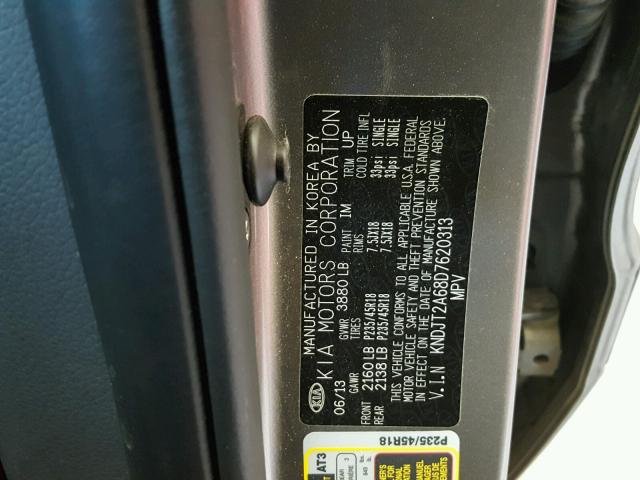 MANUFACTURED IN KOREA BY
KIA KIA MOTORS CORPORATION
06/13 GVWR 3880 LB PAINT IM TRIM UP
GAWR TIRES RIMS COLD TIRE INFL
FRONT 2160 LB P235/45R18 7.5JX18 33psi SINGLE
REAR 2138 LB P235/45R18 7.5JX18 33psi SINGLE
THIS VEHICLE CONFORMS TO ALL APPLICABLE U.S.A. FEDERAL
MOTOR VEHICLE SAFETY AND THEFT PREVENTION STANDARDS
IN EFFECT ON THE DATE OF MANUFACTURE SHOWN ABOVE.
V.I.N KNDJT2A68D7620313
MPV
P235/45R18
AT3